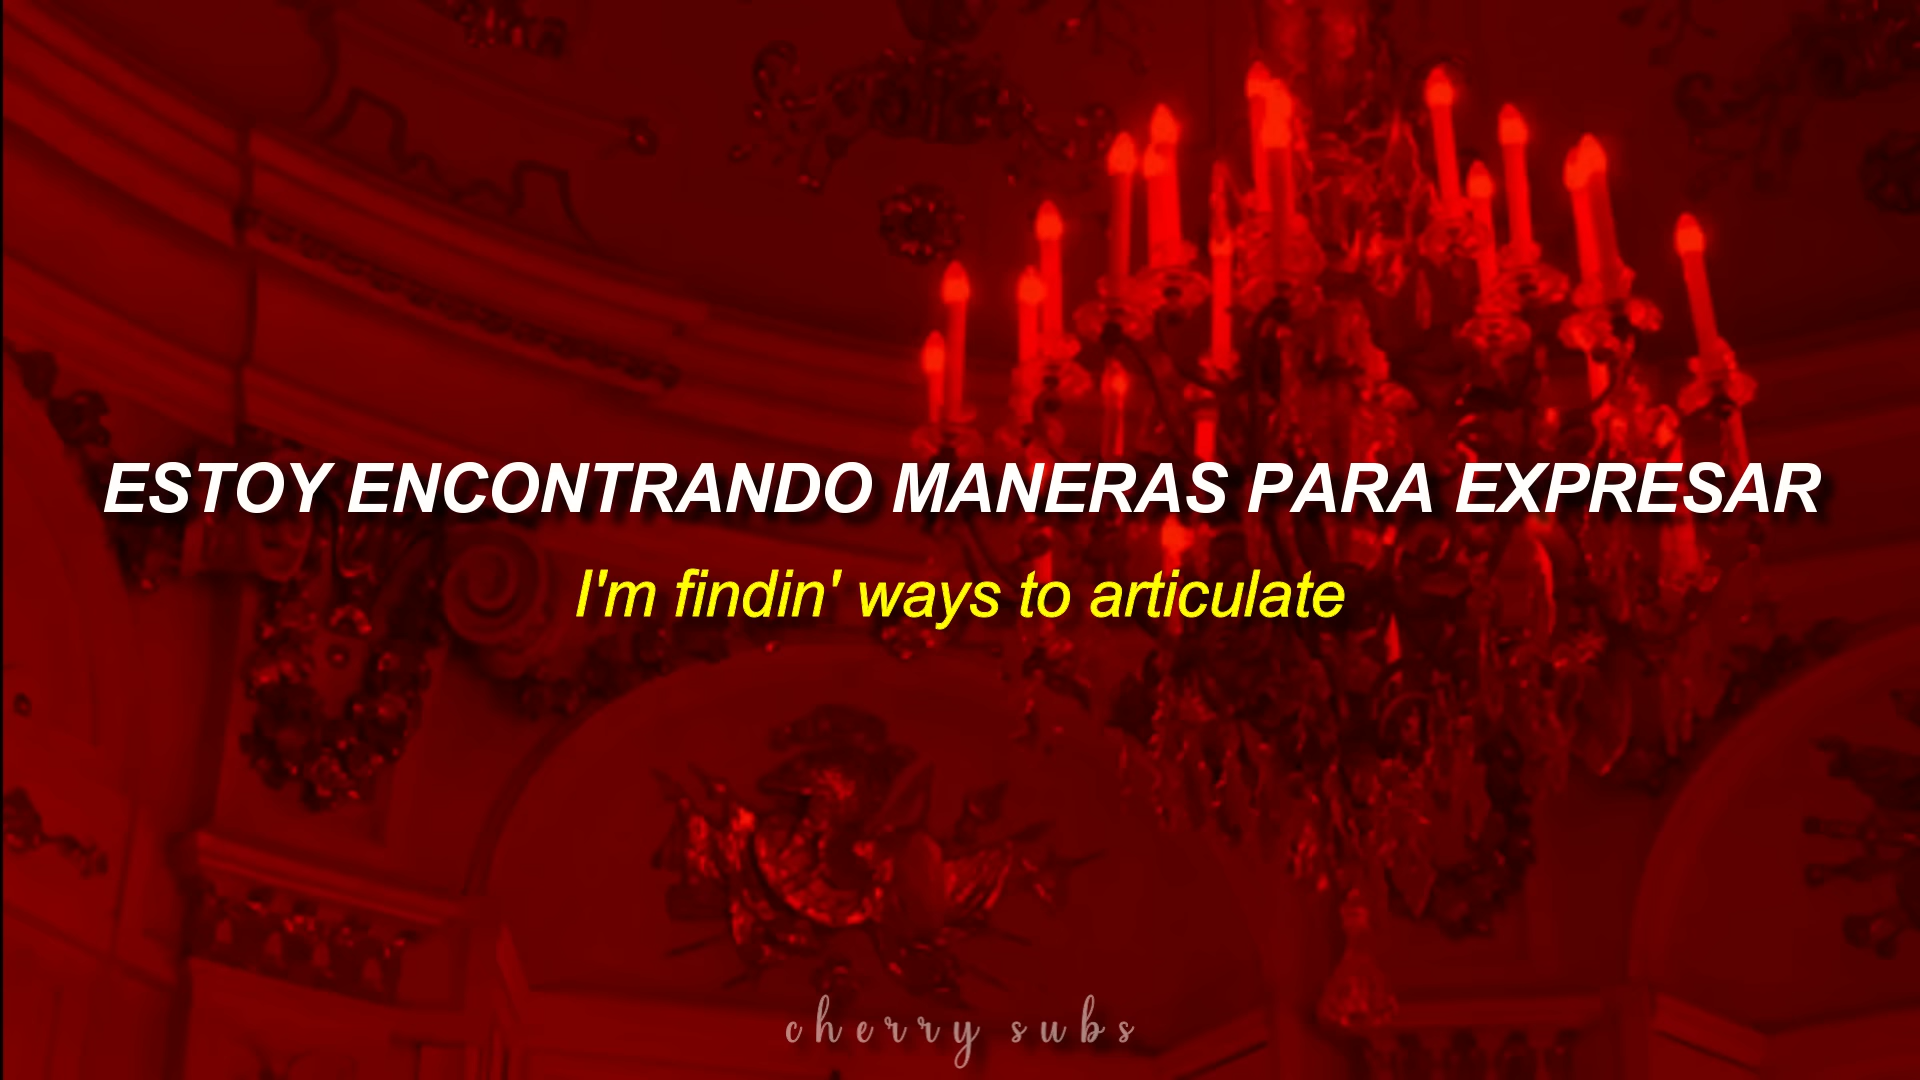 ESTOY ENCONTRANDO MANERAS PARA EXPRESAR
I'm findin' ways to articulate
cherry subs